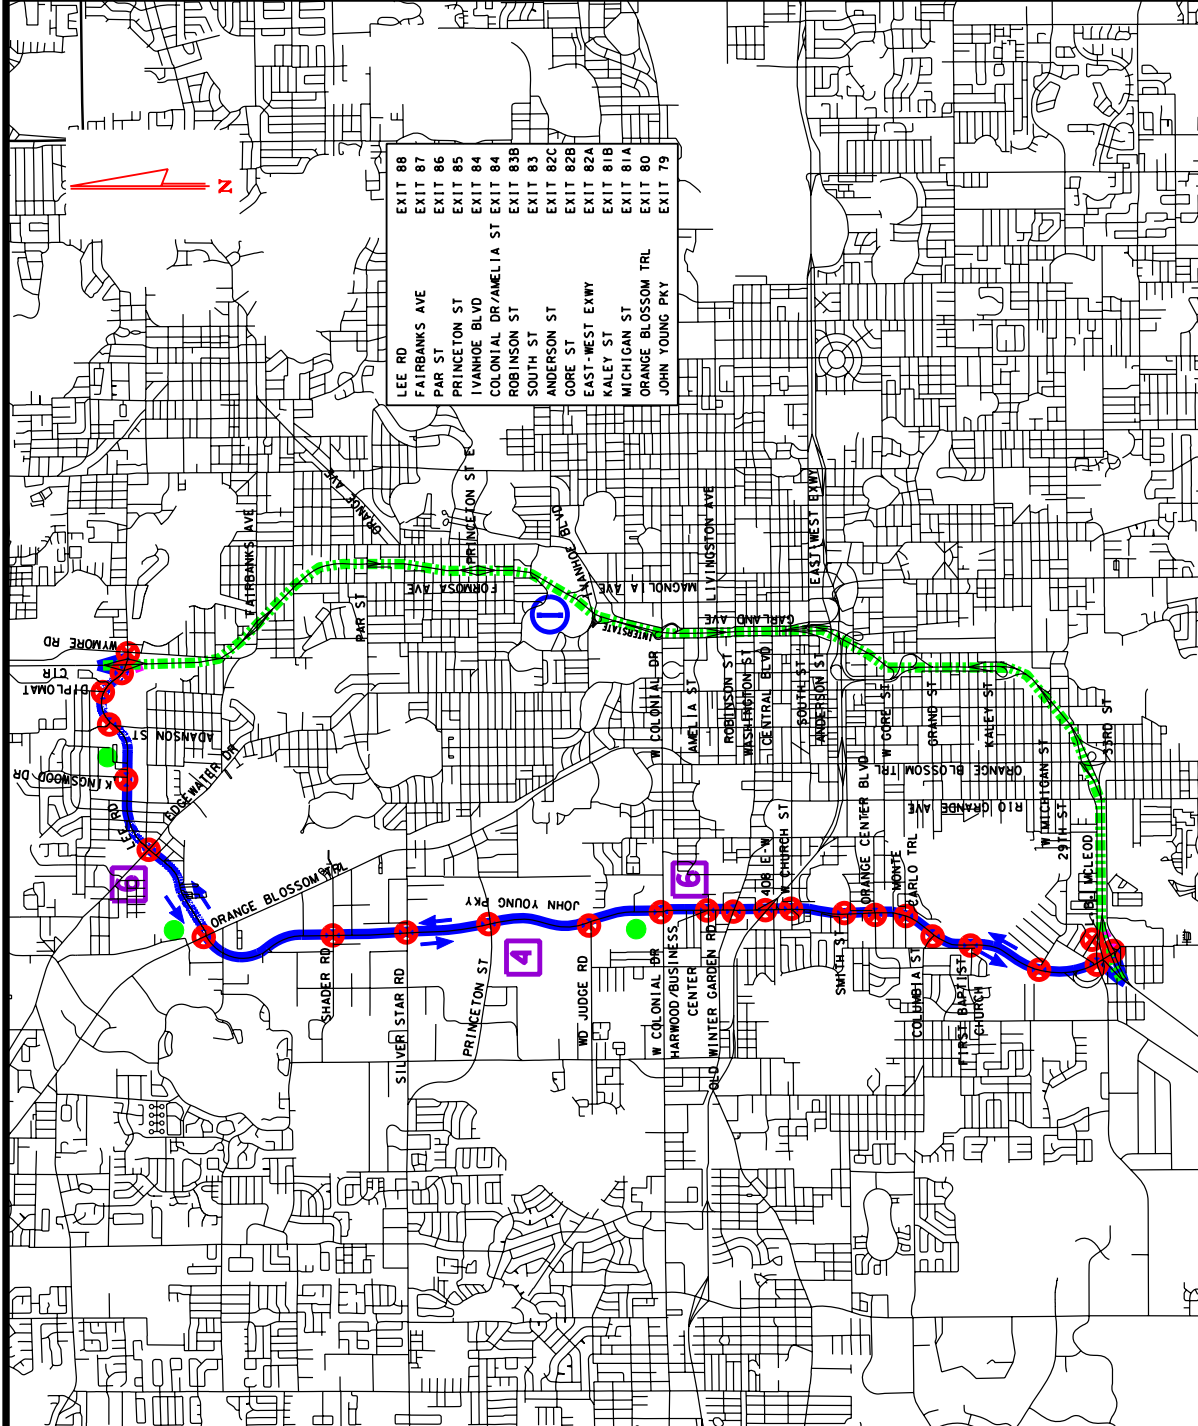 N
LEE RD EXIT 88
FAIRBANKS AVE EXIT 87
PAR ST EXIT 86
PRINCETON ST EXIT 85
IVANHOE BLVD EXIT 84
COLONIAL DR/AMELIA ST EXIT 84
ROBINSON ST EXIT 83B
SOUTH ST EXIT 83
ANDERSON ST EXIT 82C
GORE ST EXIT 82B
EAST-WEST EXWY EXIT 82A
KALEY ST EXIT 81B
MICHIGAN ST EXIT 81A
ORANGE BLOSSOM TRL EXIT 80
JOHN YOUNG PKY EXIT 79
ORANGE AVE
PRINCETON ST E
FAIRBANKS AVE
IVANHOE BLVD
LIVINGSTON AVE
EAST-WEST EXWY
FORMOSA AVE
MAGNOLIA AVE
GARLAND AVE
PAR ST
INTERSTATE
I
WYMORE RD
DIPLOMAT
CIR
ADAMSON ST
KINGSWOOD DR
EDGEWATER DR
LEE RD
6
ORANGE BLOSSOM TRL
W COLONIAL DR
AMELIA ST
ROBINSON ST
WASHINGTON ST
CENTRAL BLVD
SOUTH ST
ANDERSON ST
W GORE ST
GRAND ST
KALEY ST
33RD ST
ORANGE BLOSSOM TRL
RIO GRANDE AVE
W MICHIGAN ST
29TH ST
LB MCLEOD
JOHN YOUNG PKY
4
6
408 E-W
W CHURCH ST
ORANGE CENTER BLVD
MONTE
CARLO TRL
SHADER RD
SILVER STAR RD
PRINCETON ST
WD JUDGE RD
W COLONIAL DR
HARWOOD/BUSINESS
CENTER
OLD WINTER GARDEN RD
SMITH ST
COLUMBIA ST
FIRST BAPTIST
CHURCH